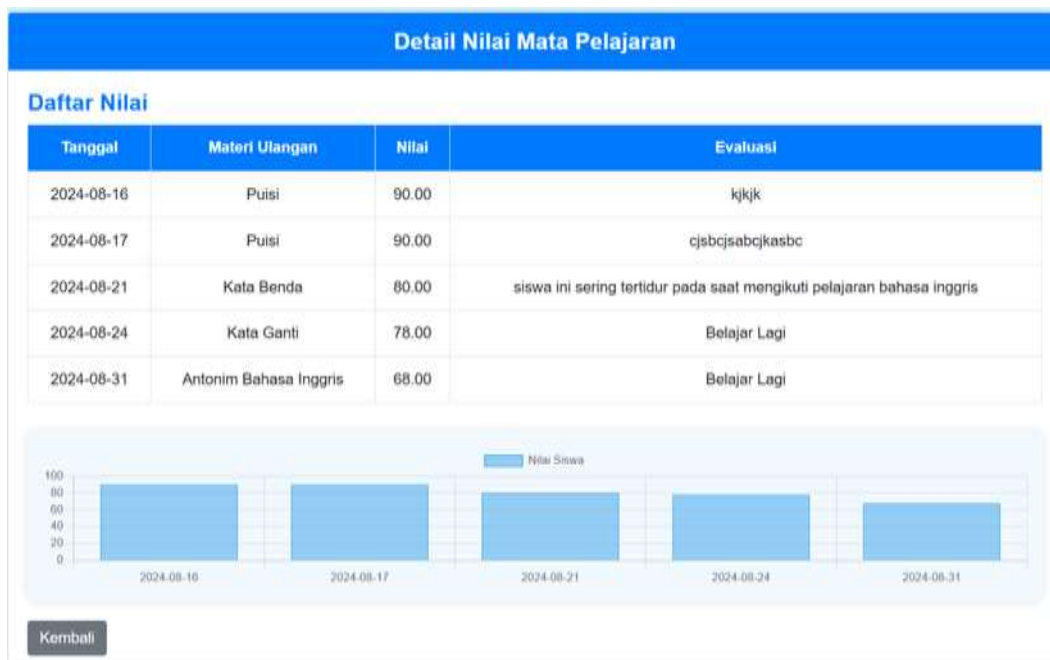 Detail Nilai Mata Pelajaran
Daftar Nilai
Tanggal Materi Ulangan Nilai Evaluasi
2024-08-16 Puisi 90.00 kjkjk
2024-08-17 Puisi 90.00 cjsbcjsabcjkasbc
2024-08-21 Kata Benda 80.00 siswa ini sering tertidur pada saat mengikuti pelajaran bahasa inggris
2024-08-24 Kata Ganti 78.00 Belajar Lagi
2024-08-31 Antonim Bahasa Inggris 68.00 Belajar Lagi
Nilai Siswa
100
80
60
40
20
0
2024-08-16 2024-08-17 2024-08-21 2024-08-24 2024-08-31
Kembali